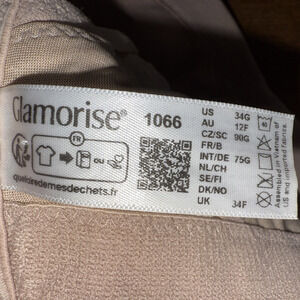 Glamorise® 1066
FR
OU
quefairedemesdechets.fr
US 34G
AU 12F
CZ/SC 90G
FR/B
INT/DE 75G
NL/CH
SE/FI
DK/NO
UK 34F
Assembled in Vietnam of
US and imported fabrics.